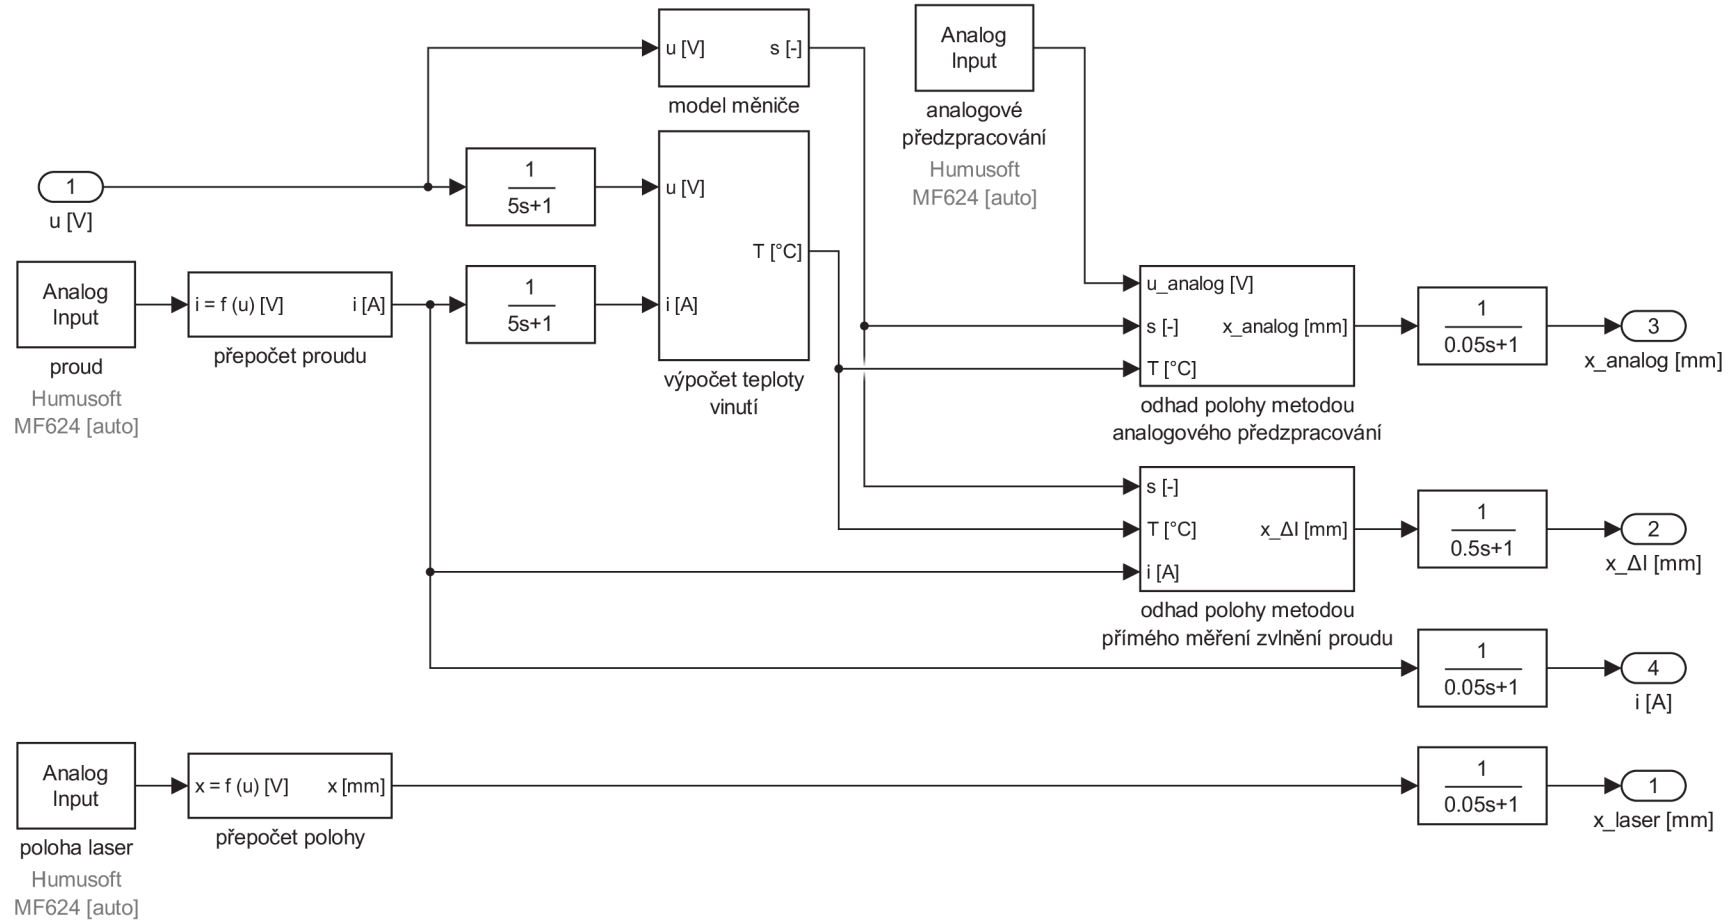 u [V] s [-]
model měniče
Analog
Input
analogové
předzpracování
Humusoft
MF624 [auto]
1
u [V]
1
5s+1
u [V]
T [°C]
i [A]
výpočet teploty
vinutí
Analog
Input
proud
Humusoft
MF624 [auto]
i = f (u) [V] i [A]
přepočet proudu
1
5s+1
u_analog [V]
s [-] x_analog [mm]
T [°C]
odhad polohy metodou
analogového předzpracování
1
0.05s+1
3
x_analog [mm]
s [-]
T [°C] x_ΔI [mm]
i [A]
odhad polohy metodou
přímého měření zvlnění proudu
1
0.5s+1
2
x_ΔI [mm]
1
0.05s+1
4
i [A]
Analog
Input
poloha laser
Humusoft
MF624 [auto]
x = f (u) [V] x [mm]
přepočet polohy
1
0.05s+1
1
x_laser [mm]